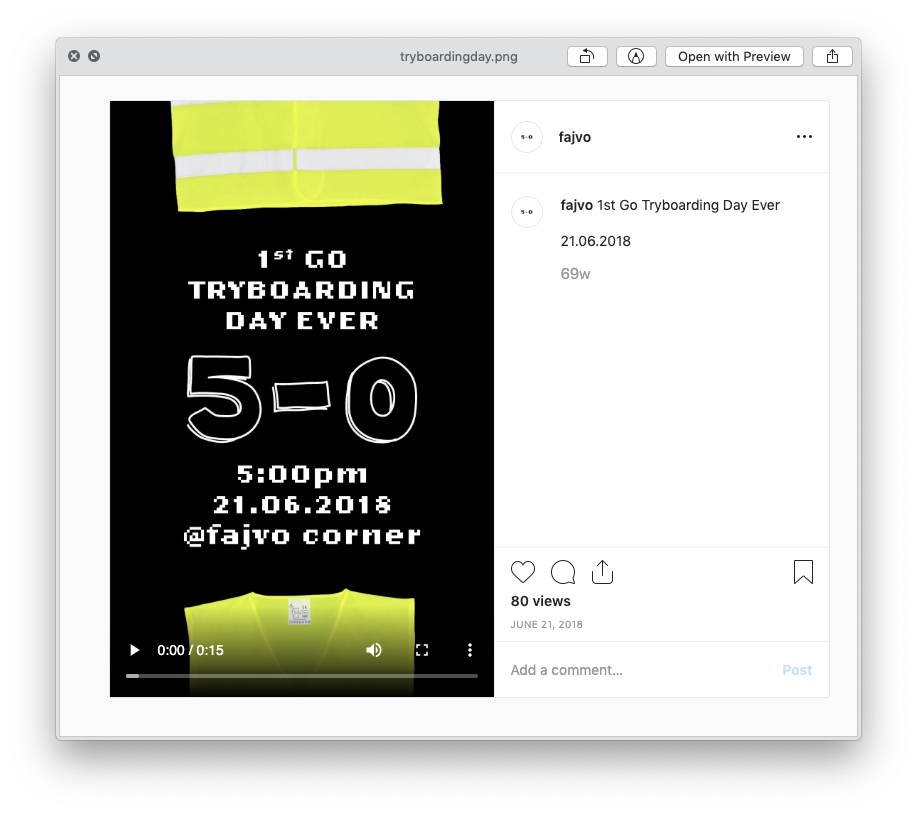 tryboardingday.png
Open with Preview
1st GO
TRYBOARDING
DAY EVER
5-0
5:00pm
21.06.2018
@fajvo corner
0:00 / 0:15
5-0
fajvo
5-0
fajvo 1st Go Tryboarding Day Ever
21.06.2018
69w
80 views
JUNE 21, 2018
Add a comment...
Post